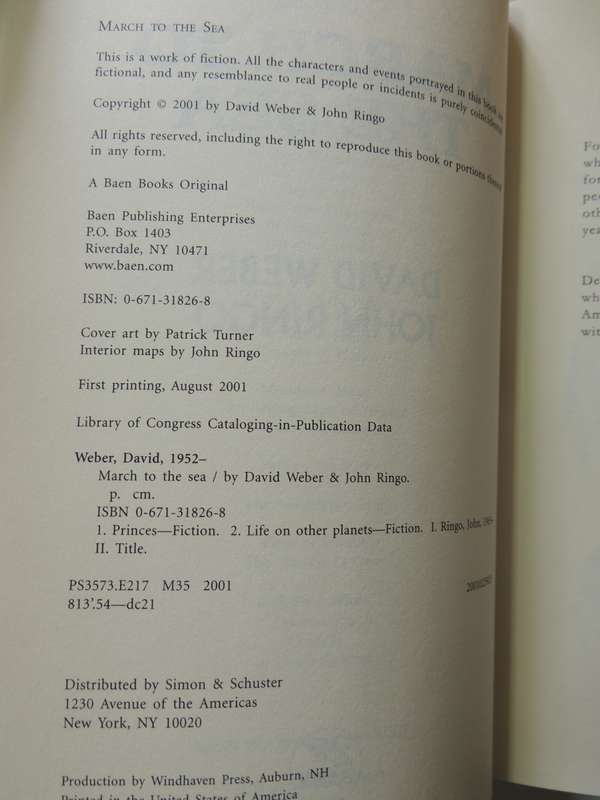 MARCH TO THE SEA
This is a work of fiction. All the characters and events portrayed in this book are
fictional, and any resemblance to real people or incidents is purely coincidental.
Copyright © 2001 by David Weber & John Ringo
All rights reserved, including the right to reproduce this book or portions thereof
in any form.
A Baen Books Original
Baen Publishing Enterprises
P.O. Box 1403
Riverdale, NY 10471
www.baen.com
ISBN: 0-671-31826-8
Cover art by Patrick Turner
Interior maps by John Ringo
First printing, August 2001
Library of Congress Cataloging-in-Publication Data
Weber, David, 1952–
March to the sea / by David Weber & John Ringo.
p. cm.
ISBN 0-671-31826-8
1. Princes—Fiction. 2. Life on other planets—Fiction. I. Ringo, John,
II. Title.
PS3573.E217 M35 2001
813'.54—dc21
Distributed by Simon & Schuster
1230 Avenue of the Americas
New York, NY 10020
Production by Windhaven Press, Auburn, NH
Printed in the United States of America